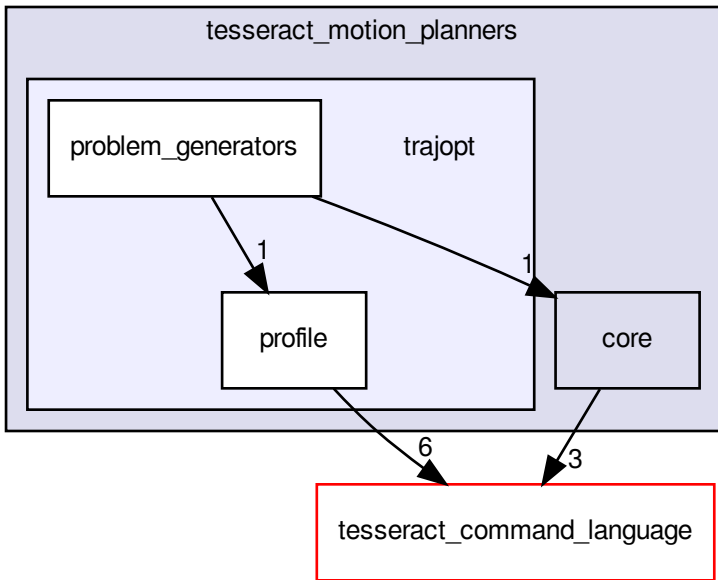 tesseract_motion_planners
problem_generators
trajopt
1
1
profile
core
6
3
tesseract_command_language